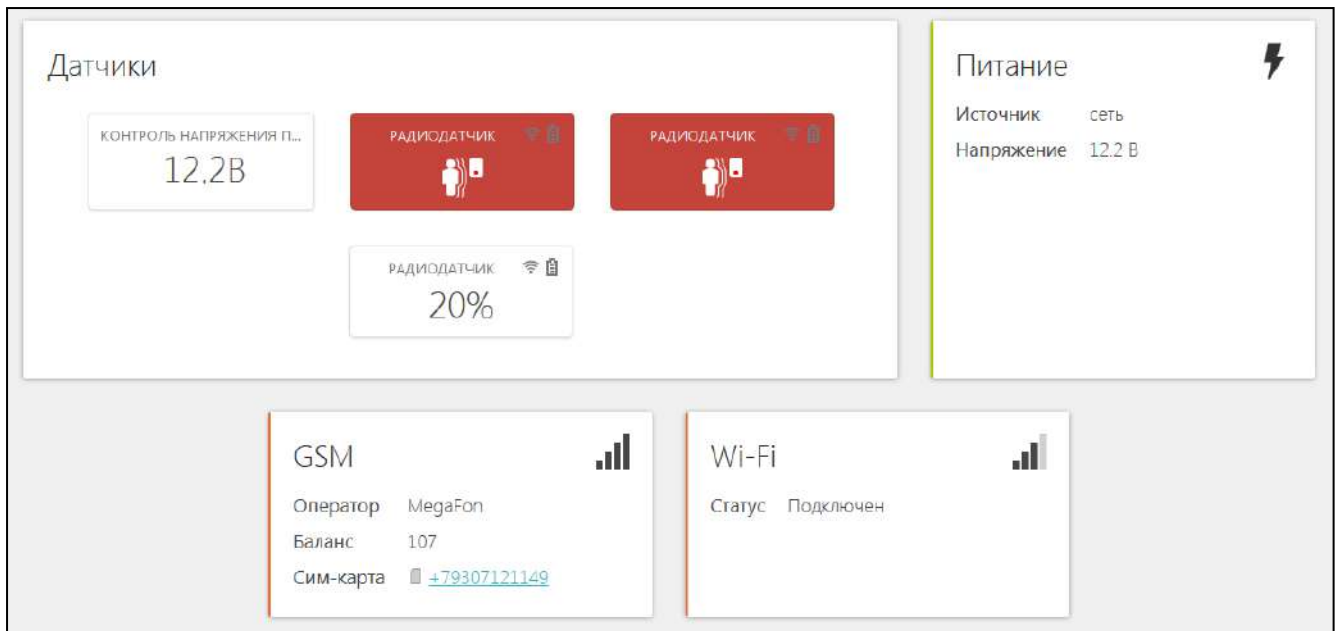 Датчики
КОНТРОЛЬ НАПРЯЖЕНИЯ П...
12,2В
РАДИОДАТЧИК
РАДИОДАТЧИК
РАДИОДАТЧИК
20%
Питание
Источник сеть
Напряжение 12.2 В
GSM
Оператор MegaFon
Баланс 107
Сим-карта +79307121149
Wi-Fi
Статус Подключен